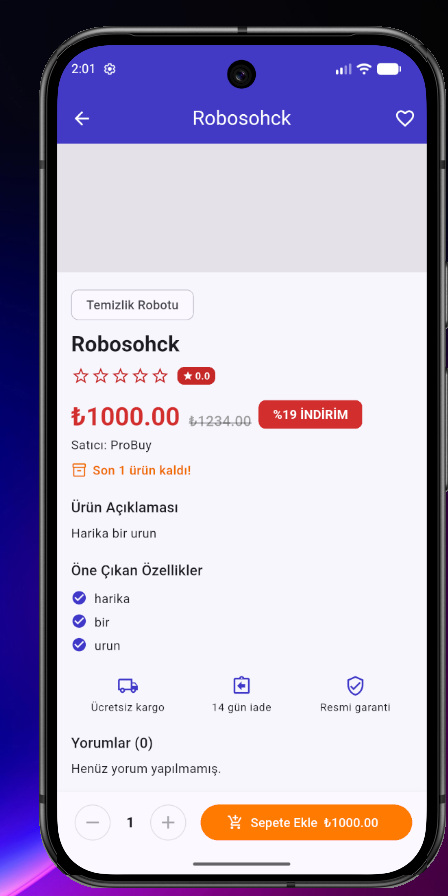 2:01
Robosohck
Temizlik Robotu
Robosohck
0.0
₺1000.00 ₺1234.00 %19 İNDİRİM
Satıcı: ProBuy
Son 1 ürün kaldı!
Ürün Açıklaması
Harika bir urun
Öne Çıkan Özellikler
harika
bir
urun
Ücretsiz kargo 14 gün iade Resmi garanti
Yorumlar (0)
Henüz yorum yapılmamış.
1 Sepete Ekle ₺1000.00